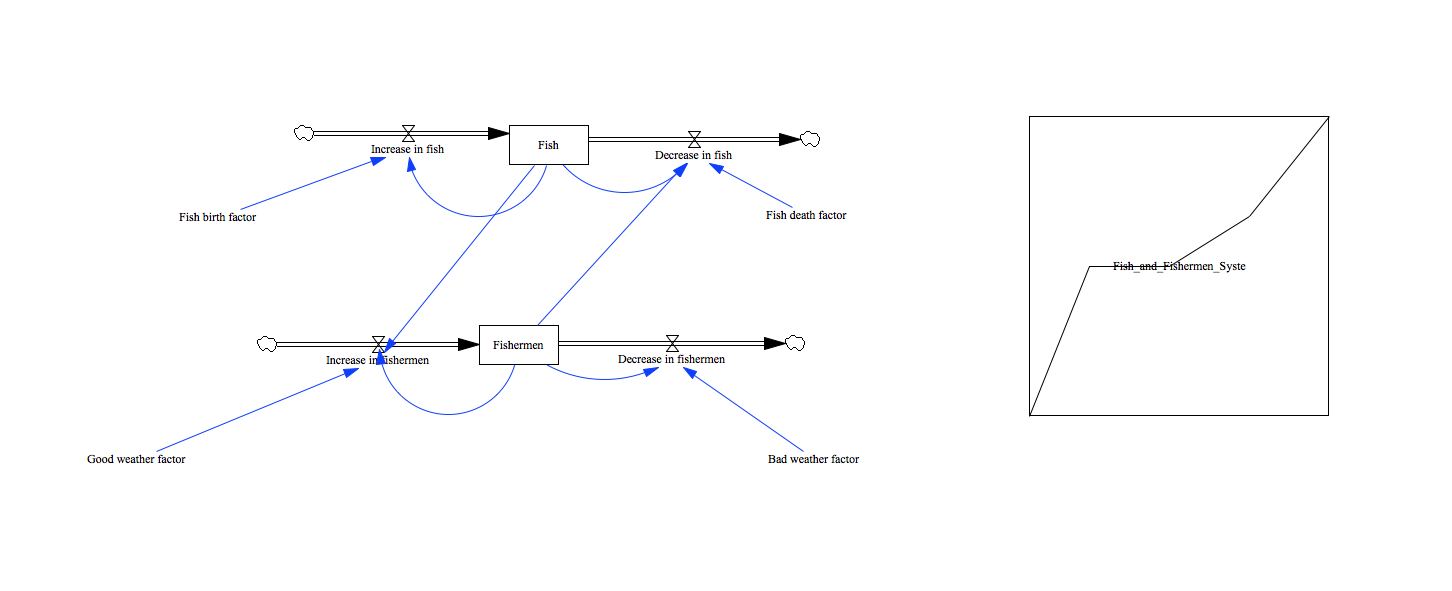 Fish
Increase in fish
Decrease in fish
Fish birth factor
Fish death factor
Fish_and_Fishermen_Syste
Fishermen
Increase in fishermen
Decrease in fishermen
Good weather factor
Bad weather factor